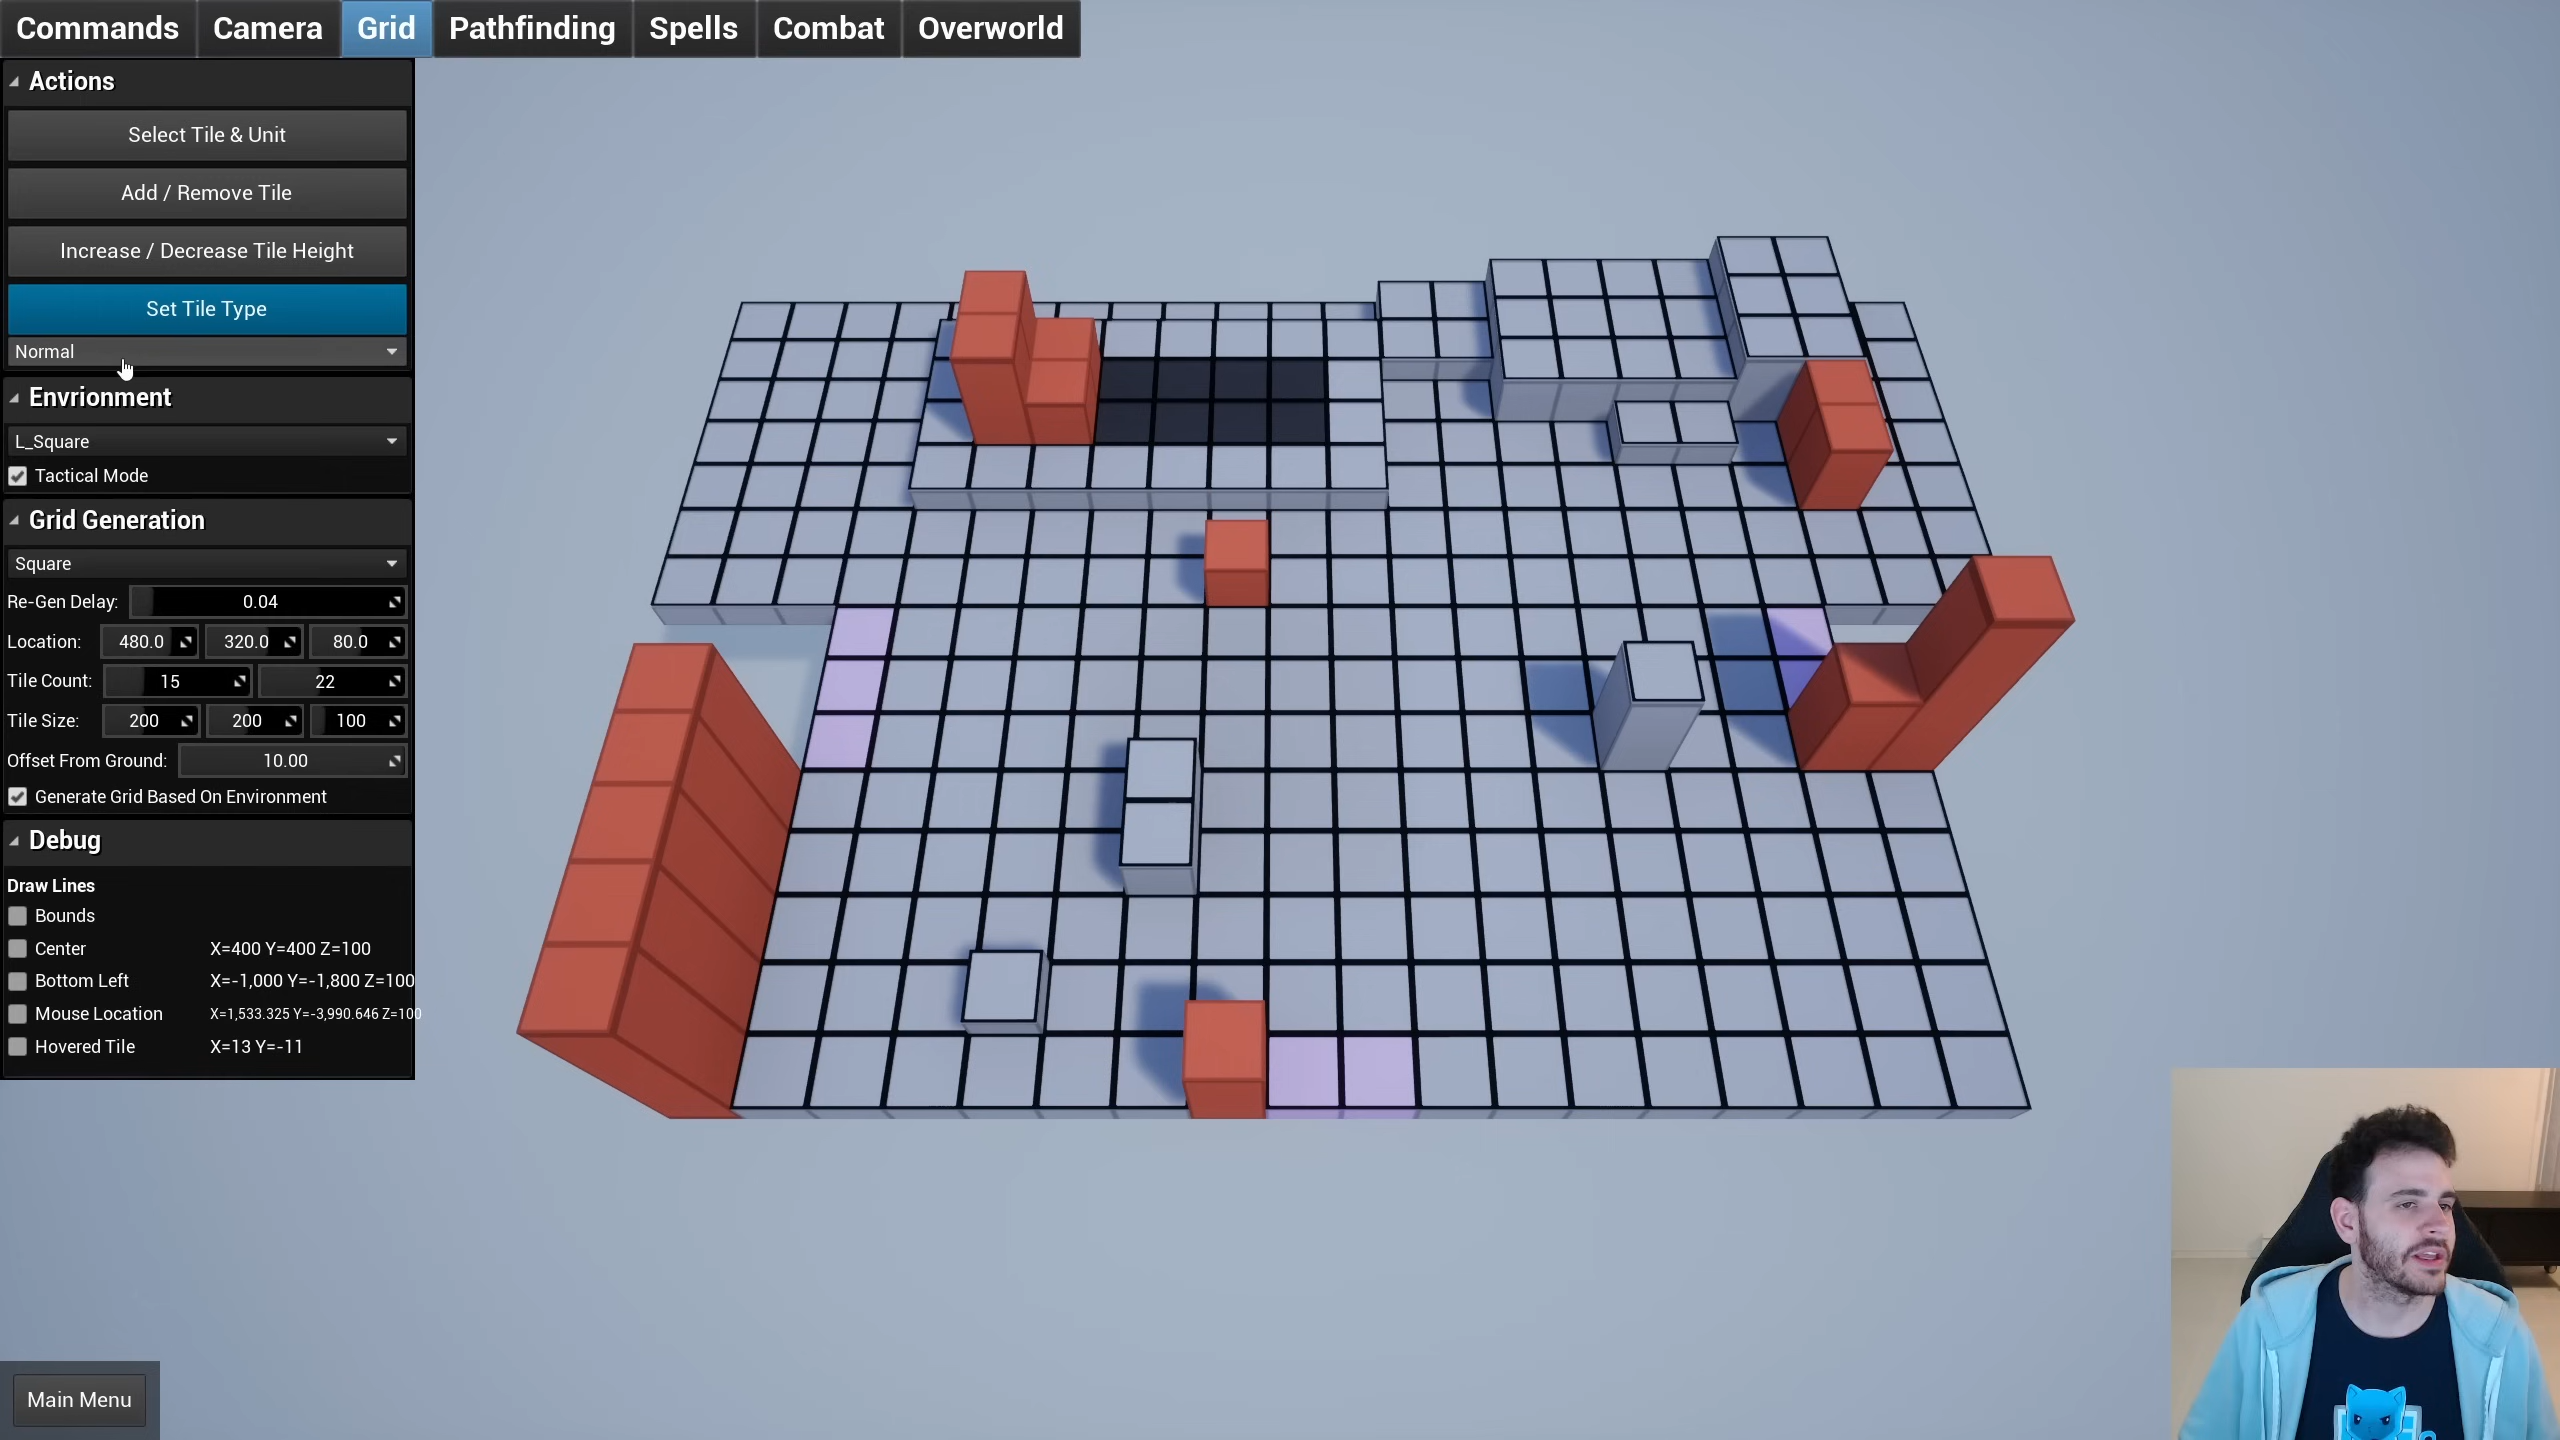 Commands Camera Grid Pathfinding Spells Combat Overworld
Actions
Select Tile & Unit
Add / Remove Tile
Increase / Decrease Tile Height
Set Tile Type
Normal
Envrionment
L_Square
Tactical Mode
Grid Generation
Square
Re-Gen Delay: 0.04
Location: 480.0 320.0 80.0
Tile Count: 15 22
Tile Size: 200 200 100
Offset From Ground: 10.00
Generate Grid Based On Environment
Debug
Draw Lines
Bounds
Center X=400 Y=400 Z=100
Bottom Left X=-1,000 Y=-1,800 Z=100
Mouse Location X=1,533.325 Y=-3,990.646 Z=100
Hovered Tile X=13 Y=-11
Main Menu